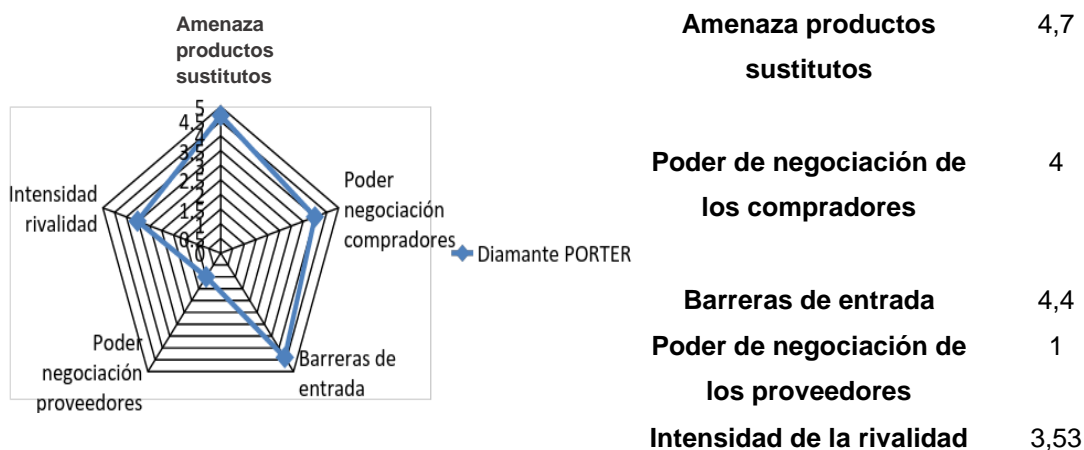 Amenaza
productos
sustitutos
5
4,5
4
3,5
3
2,5
2
1,5
1
0,5
0
Poder
negociación
compradores
Barreras de
entrada
Poder
negociación
proveedores
Intensidad
rivalidad
Diamante PORTER
Amenaza productos 4,7
sustitutos
Poder de negociación de 4
los compradores
Barreras de entrada 4,4
Poder de negociación de 1
los proveedores
Intensidad de la rivalidad 3,53